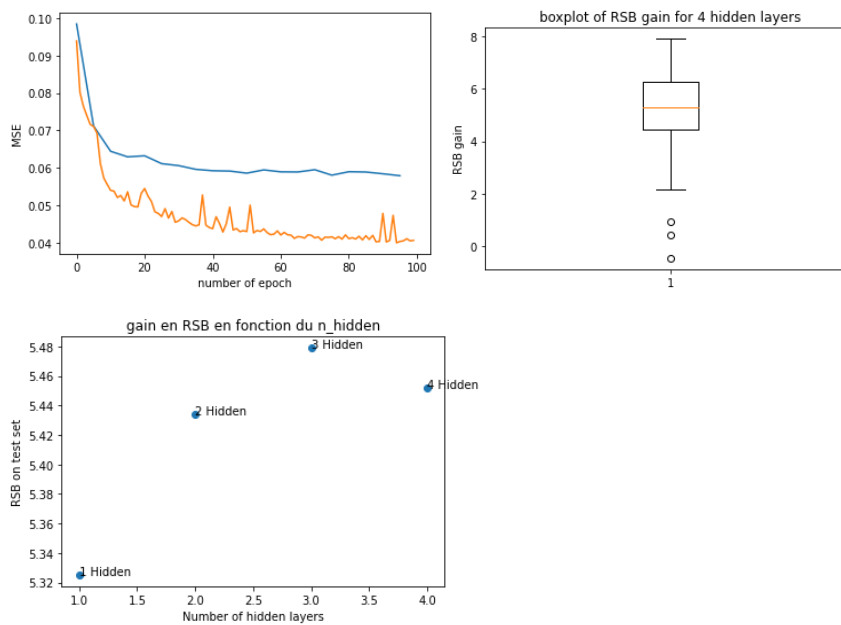 0.10
0.09
0.08
0.07
0.06
0.05
0.04
MSE
0 20 40 60 80 100
number of epoch
boxplot of RSB gain for 4 hidden layers
8
6
4
2
0
RSB gain
1
gain en RSB en fonction du n_hidden
5.48
5.46
5.44
5.42
5.40
5.38
5.36
5.34
5.32
RSB on test set
3 Hidden
4 Hidden
2 Hidden
1 Hidden
1.0 1.5 2.0 2.5 3.0 3.5 4.0
Number of hidden layers